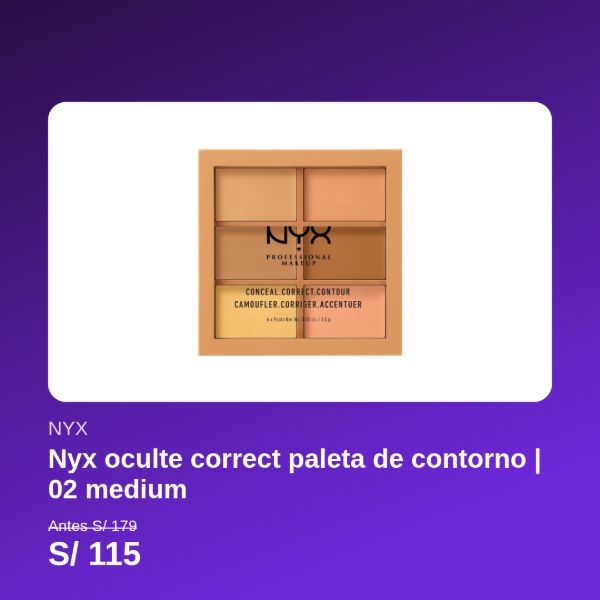 NYX
PROFESSIONAL
MAKEUP
CONCEAL.CORRECT.CONTOUR
CAMOUFLER.CORRIGER.ACCENTUER
NYX
Nyx oculte correct paleta de contorno |
02 medium
Antes S/ 179
S/ 115